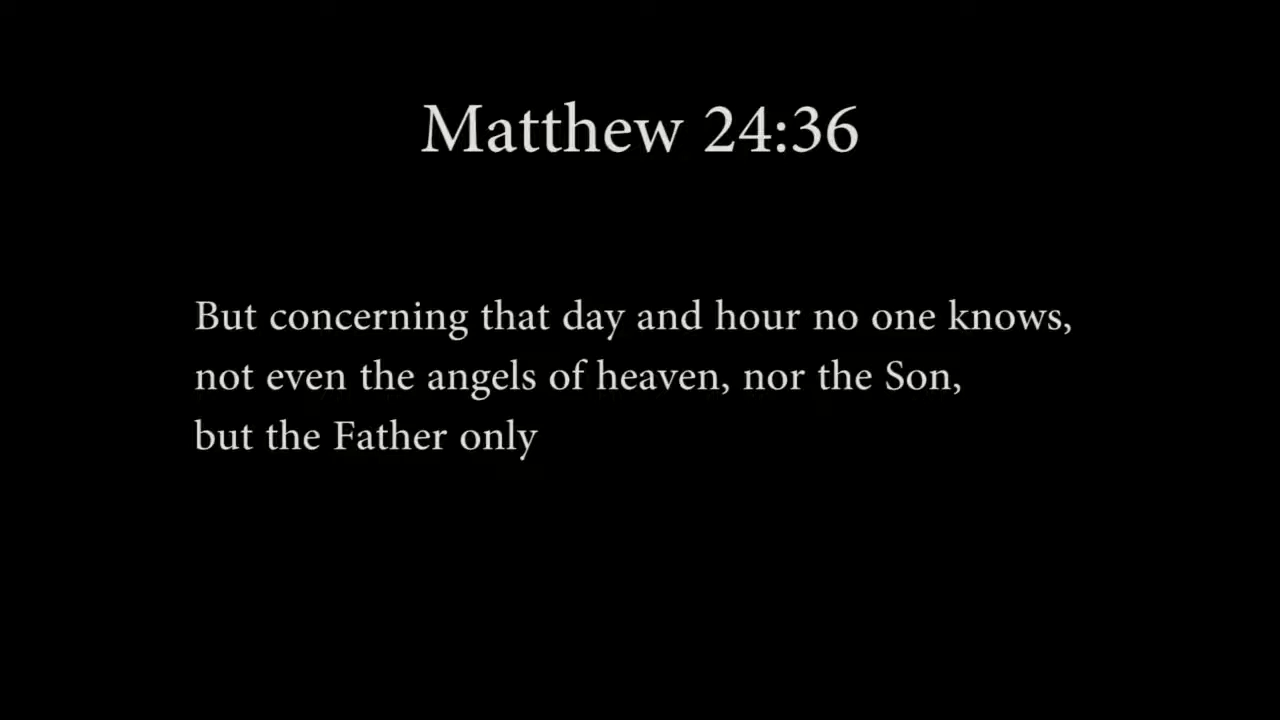 Matthew 24:36
But concerning that day and hour no one knows,
not even the angels of heaven, nor the Son,
but the Father only